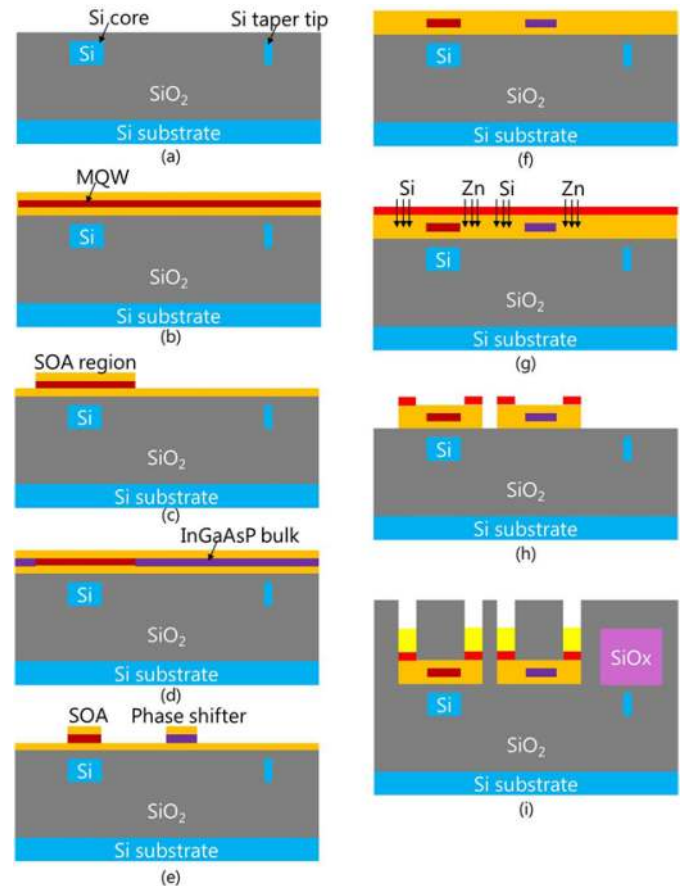 Si core Si taper tip
Si
SiO2
Si substrate
(a)
MQW
Si
SiO2
Si substrate
(b)
SOA region
Si
SiO2
Si substrate
(c)
InGaAsP bulk
Si
SiO2
Si substrate
(d)
SOA Phase shifter
Si
SiO2
Si substrate
(e)
Si
SiO2
Si substrate
(f)
Si Zn Si Zn
Si
SiO2
Si substrate
(g)
Si
SiO2
Si substrate
(h)
SiOx
Si
SiO2
Si substrate
(i)